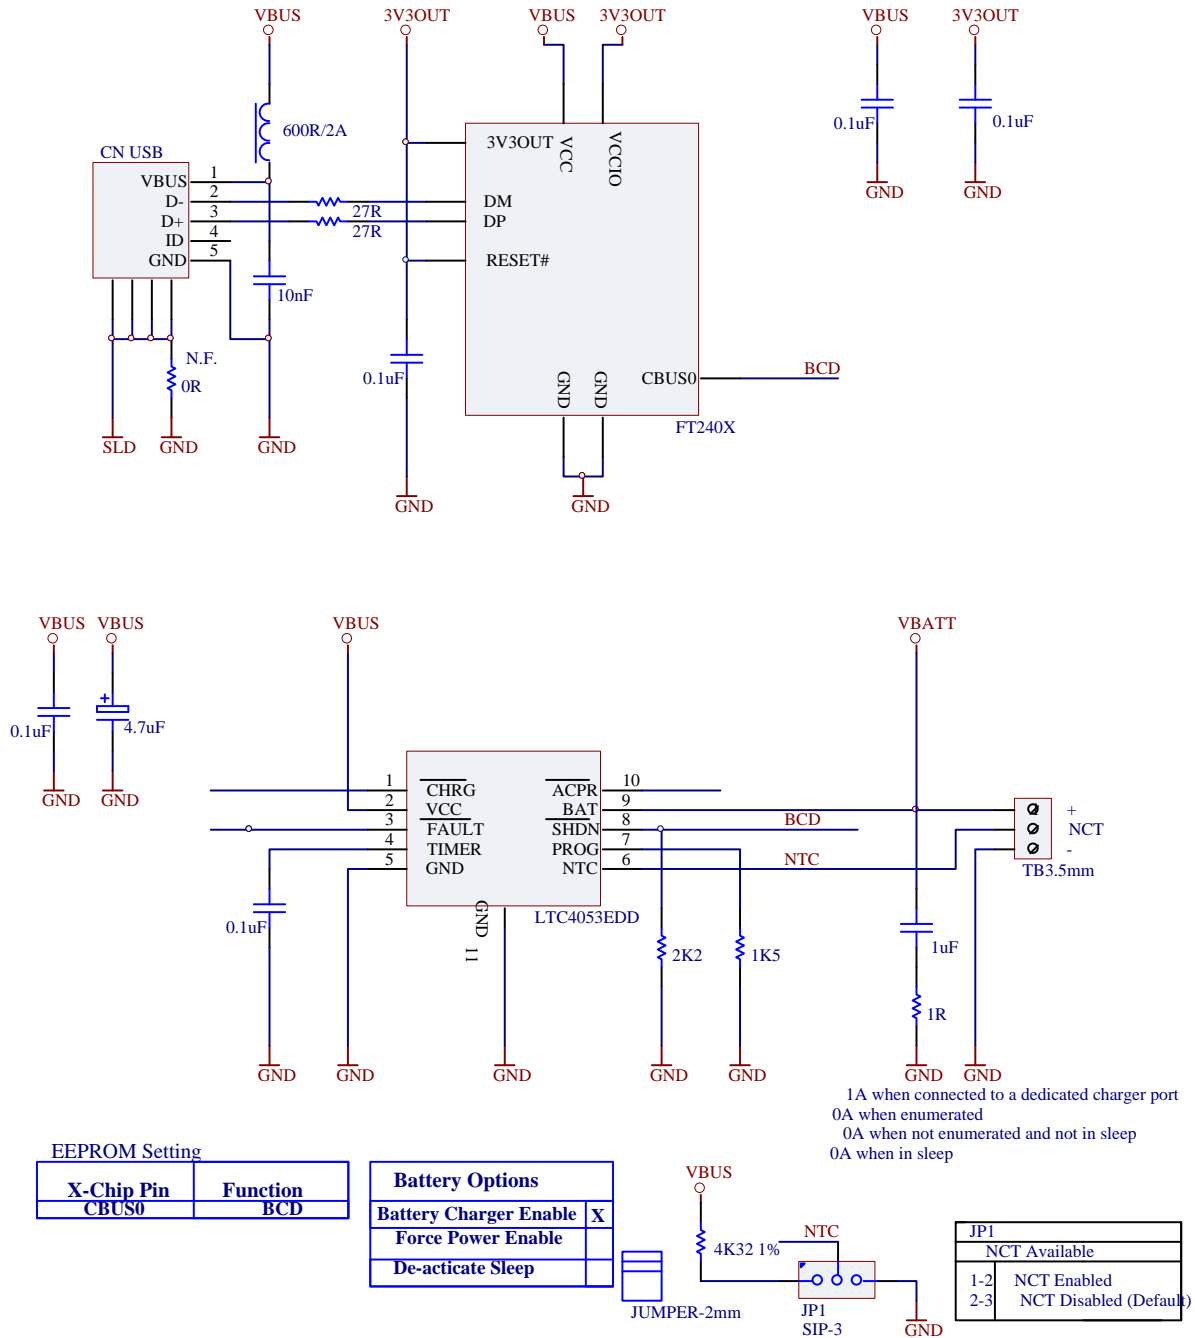 VBUS
3V3OUT
VBUS
3V3OUT
VBUS
3V3OUT
600R/2A
0.1uF
0.1uF
GND
GND
CN USB
VBUS
D-
D+
ID
GND
1
2
3
4
5
27R
27R
10nF
N.F.
0R
SLD
GND
GND
3V3OUT
VCC
VCCIO
DM
DP
RESET#
GND
GND
CBUS0
BCD
FT240X
0.1uF
GND
GND
VBUS
VBUS
VBUS
VBATT
+
0.1uF
4.7uF
GND
GND
1
2
3
4
5
CHRG
VCC
FAULT
TIMER
GND
ACPR
BAT
SHDN
PROG
NTC
10
9
8
7
6
BCD
NTC
GND
11
LTC4053EDD
+
NCT
-
TB3.5mm
0.1uF
2K2
1K5
1uF
1R
GND
GND
GND
GND
GND
GND
GND
1A when connected to a dedicated charger port
0A when enumerated
0A when not enumerated and not in sleep
0A when in sleep
EEPROM Setting
X-Chip Pin Function
CBUS0 BCD
Battery Options
Battery Charger Enable X
Force Power Enable
De-acticate Sleep
JUMPER-2mm
VBUS
4K32 1%
NTC
JP1
SIP-3
GND
JP1
NCT Available
1-2 NCT Enabled
2-3 NCT Disabled (Default)